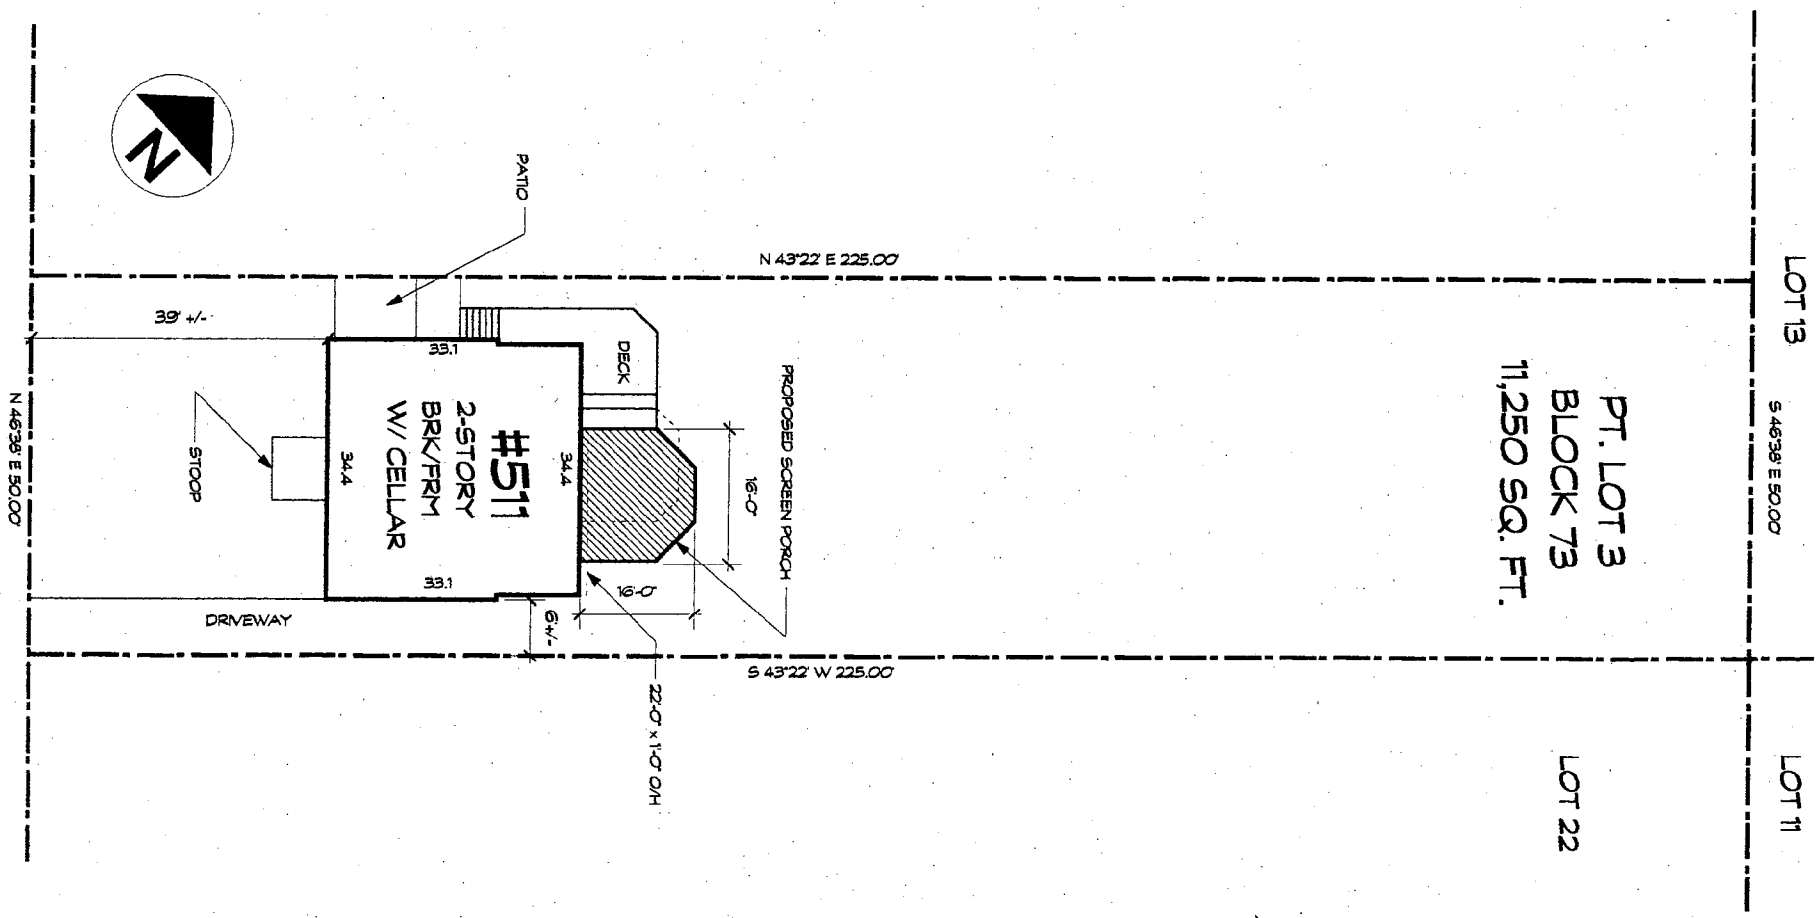 N
PATIO
N 43°22' E 225.00'
LOT 13
39' +/-
33.1
DECK
PROPOSED SCREEN PORCH
S 46°38' E 50.00'
PT. LOT 3
BLOCK 73
11,250 SQ. FT.
N 46°38' E 50.00'
STOOP
34.4
#511
2-STORY
BRK/FRM
W/ CELLAR
34.4
16'-0"
16'-0"
33.1
DRIVEWAY
6' +/-
S 43°22' W 225.00'
22'-0" x 1'-0" O/H
LOT 22
LOT 11